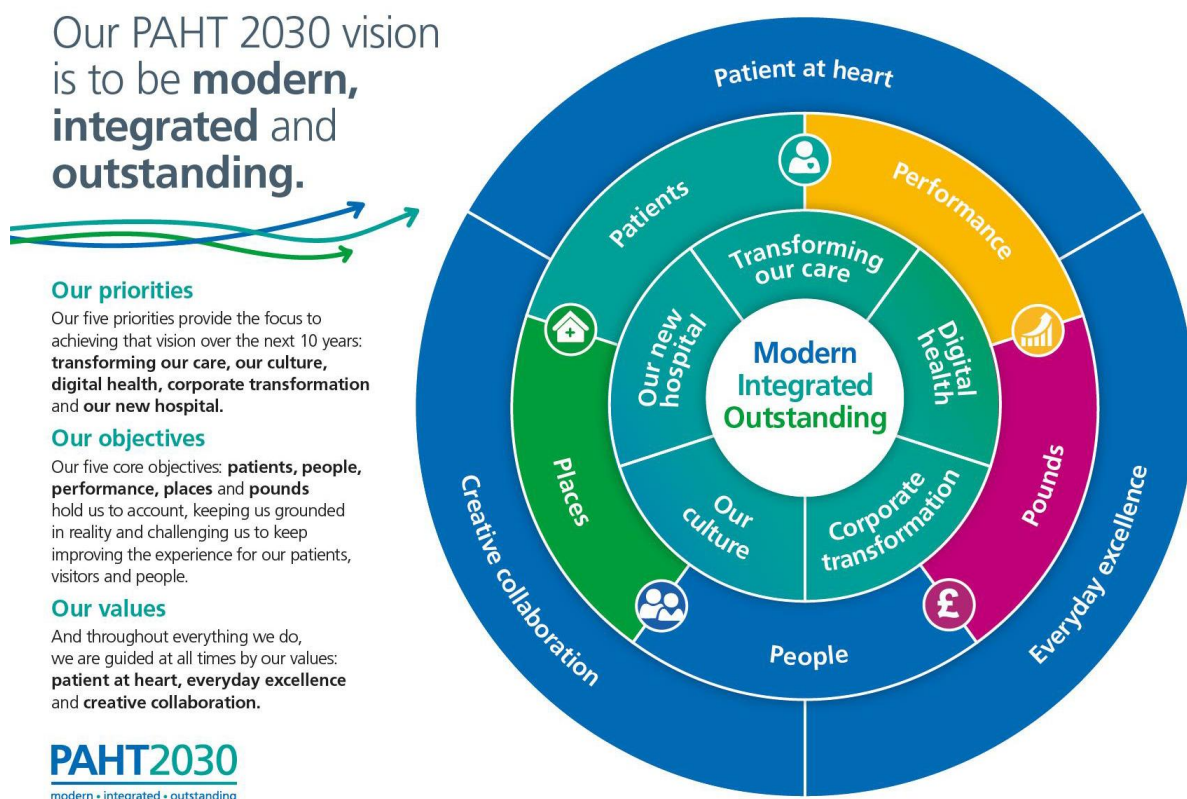 Our PAHT 2030 vision
is to be modern,
integrated and
outstanding.
Our priorities
Our five priorities provide the focus to
achieving that vision over the next 10 years:
transforming our care, our culture,
digital health, corporate transformation
and our new hospital.
Our objectives
Our five core objectives: patients, people,
performance, places and pounds
hold us to account, keeping us grounded
in reality and challenging us to keep
improving the experience for our patients,
visitors and people.
Our values
And throughout everything we do,
we are guided at all times by our values:
patient at heart, everyday excellence
and creative collaboration.
PAHT2030
modern • integrated • outstanding
Patient at heart
Everyday excellence
Creative collaboration
Patients
Performance
Pounds
£
People
Places
Transforming
our care
Digital
health
Corporate
transformation
Our
culture
Our new
hospital
Modern
Integrated
Outstanding